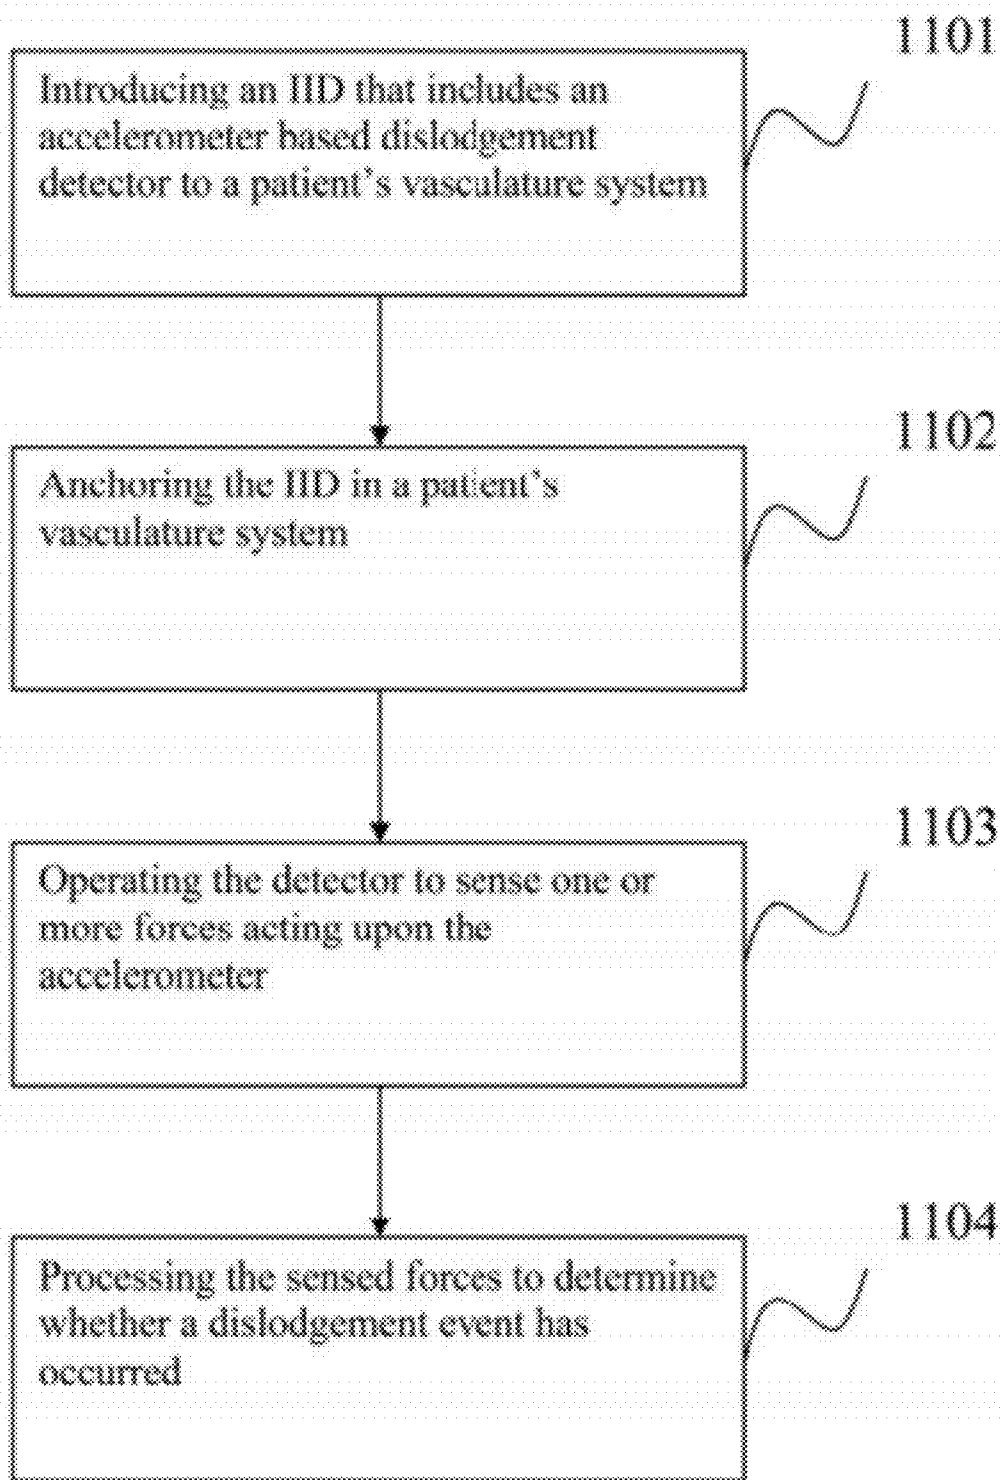 1101
Introducing an IID that includes an
accelerometer based dislodgement
detector to a patient's vasculature system
1102
Anchoring the IID in a patient's
vasculature system
1103
Operating the detector to sense one or
more forces acting upon the
accelerometer
1104
Processing the sensed forces to determine
whether a dislodgement event has
occurred